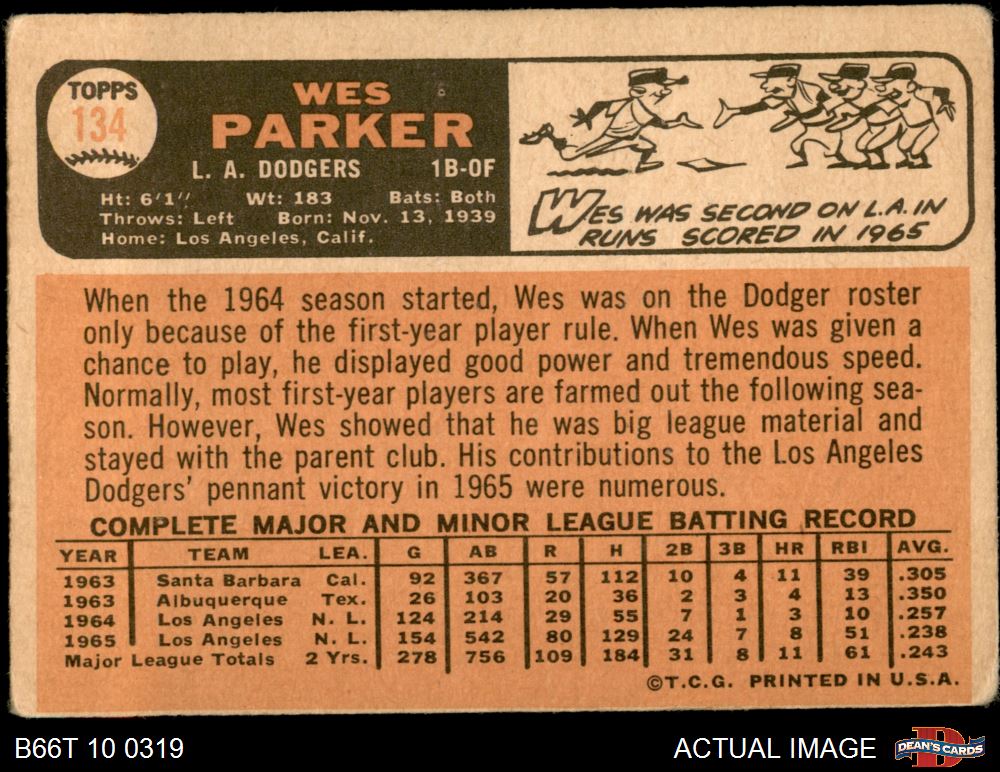 TOPPS
134
WES
PARKER
L. A. DODGERS 1B-OF
Ht: 6'1" Wt: 183 Bats: Both
Throws: Left Born: Nov. 13, 1939
Home: Los Angeles, Calif.
WES WAS SECOND ON L.A. IN
RUNS SCORED IN 1965
When the 1964 season started, Wes was on the Dodger roster
only because of the first-year player rule. When Wes was given a
chance to play, he displayed good power and tremendous speed.
Normally, most first-year players are farmed out the following sea-
son. However, Wes showed that he was big league material and
stayed with the parent club. His contributions to the Los Angeles
Dodgers' pennant victory in 1965 were numerous.
COMPLETE MAJOR AND MINOR LEAGUE BATTING RECORD
YEAR TEAM LEA. G AB R H 2B 3B HR RBI AVG.
1963 Santa Barbara Cal. 92 367 57 112 10 4 11 39 .305
1963 Albuquerque Tex. 26 103 20 36 2 3 4 13 .350
1964 Los Angeles N. L. 124 214 29 55 7 1 3 10 .257
1965 Los Angeles N. L. 154 542 80 129 24 7 8 51 .238
Major League Totals 2 Yrs. 278 756 109 184 31 8 11 61 .243
©T.C.G. PRINTED IN U.S.A.
B66T 10 0319 ACTUAL IMAGE D DEAN'S CARDS